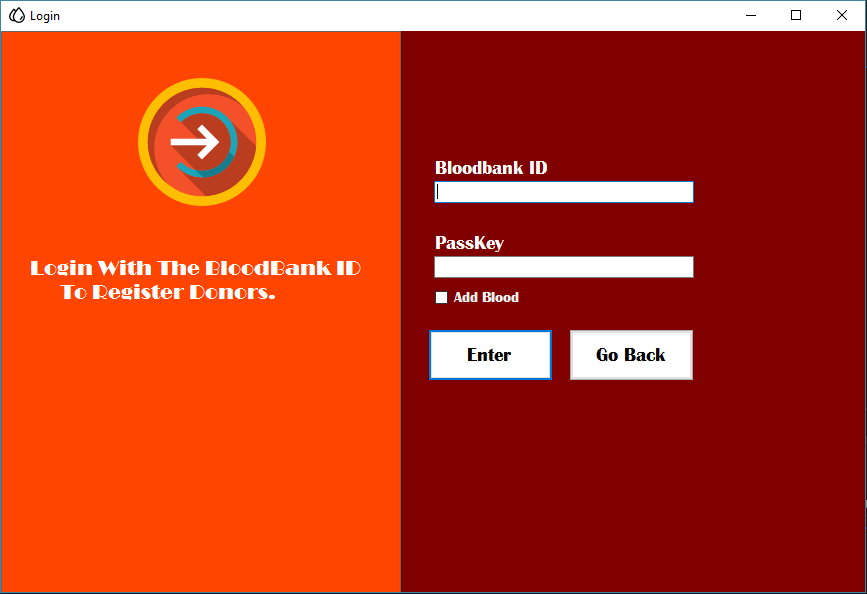 Login
Login With The BloodBank ID
To Register Donors.
Bloodbank ID
PassKey
Add Blood
Enter
Go Back